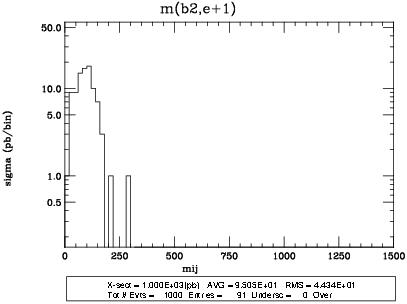 m(b2,e+1)
sigma (pb/bin)
50.0
10.0
5.0
1.0
0.5
0
250
500
750
1000
1250
1500
mij
X-sect = 1.000E+03(pb) AVG = 9.505E+01 RMS = 4.434E+01
Tot # Evts = 1000 Entries = 91 Undersc = 0 Over